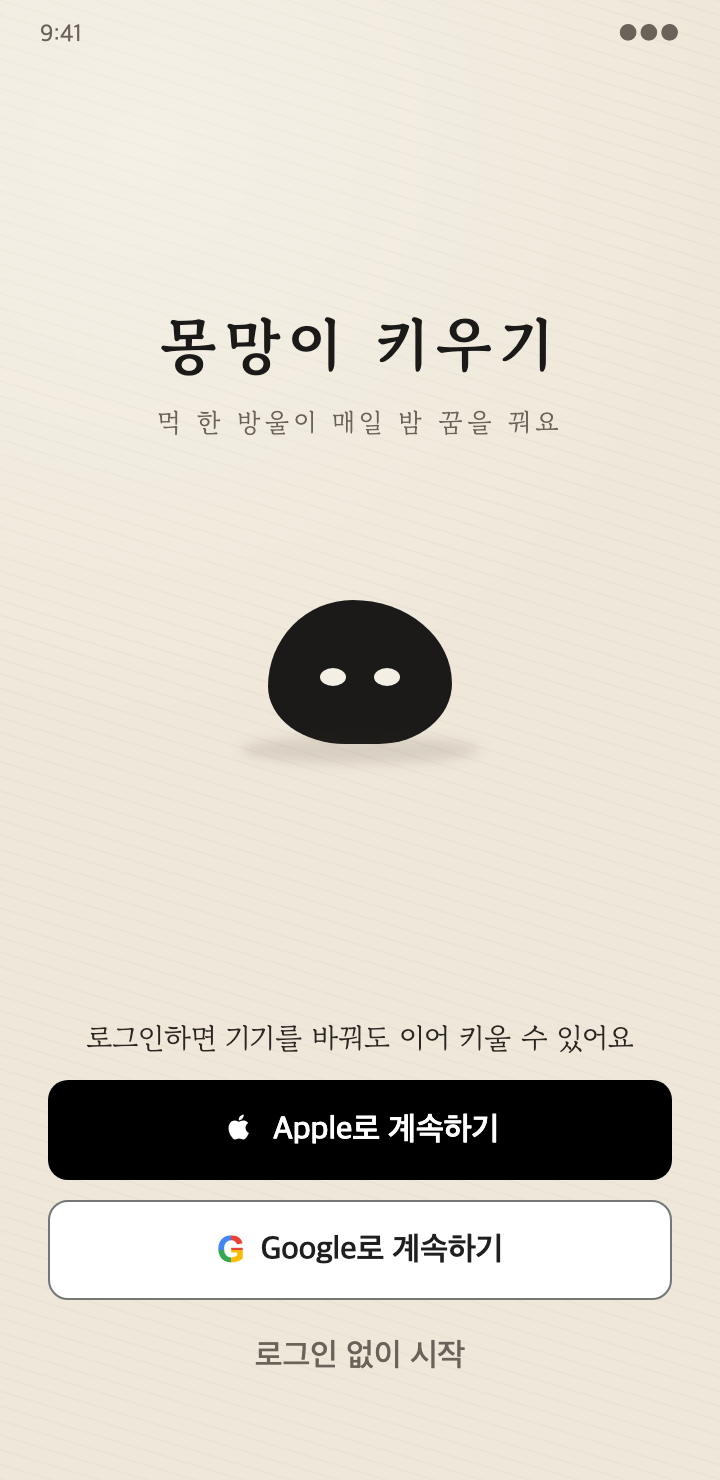 9:41
몽망이 키우기
먹 한 방울이 매일 밤 꿈을 꿔요
로그인하면 기기를 바꿔도 이어 키울 수 있어요
Apple로 계속하기
Google로 계속하기
로그인 없이 시작